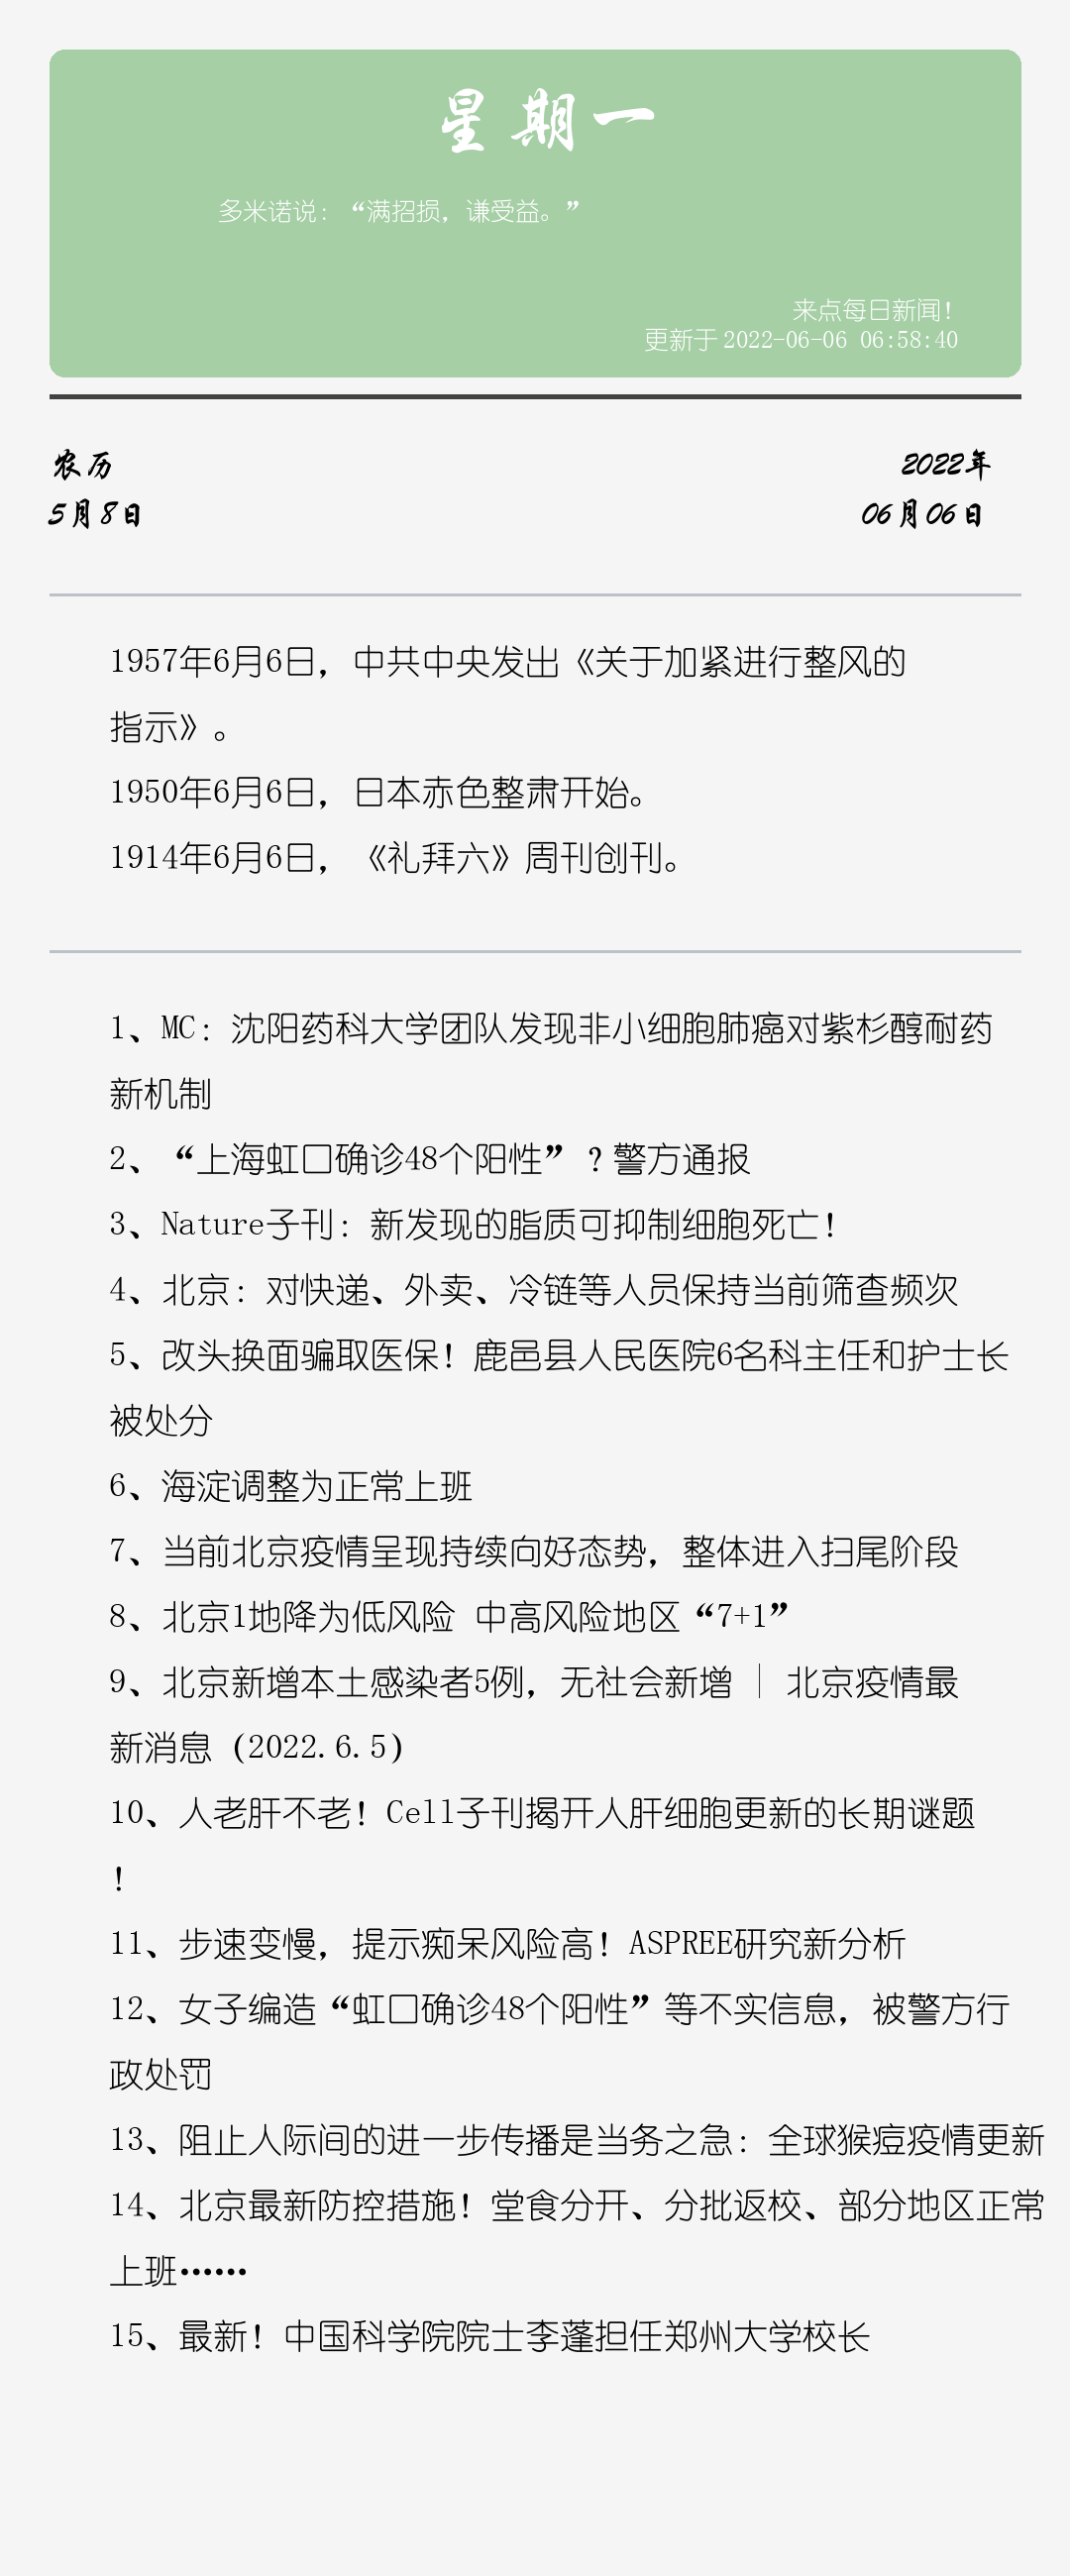 星期一
多米诺说：“满招损，谦受益。”
来点每日新闻！
更新于 2022-06-06 06:58:40
农历
2022年
5月8日
06月06日
1957年6月6日，中共中央发出《关于加紧进行整风的
指示》。
1950年6月6日，日本赤色整肃开始。
1914年6月6日，《礼拜六》周刊创刊。
1、MC：沈阳药科大学团队发现非小细胞肺癌对紫杉醇耐药
新机制
2、“上海虹口确诊48个阳性”？警方通报
3、Nature子刊：新发现的脂质可抑制细胞死亡！
4、北京：对快递、外卖、冷链等人员保持当前筛查频次
5、改头换面骗取医保！鹿邑县人民医院6名科主任和护士长
被处分
6、海淀调整为正常上班
7、当前北京疫情呈现持续向好态势，整体进入扫尾阶段
8、北京1地降为低风险 中高风险地区“7+1”
9、北京新增本土感染者5例，无社会新增｜北京疫情最
新消息（2022.6.5）
10、人老肝不老！Cell子刊揭开人肝细胞更新的长期谜题
！
11、步速变慢，提示痴呆风险高！ASPREE研究新分析
12、女子编造“虹口确诊48个阳性”等不实信息，被警方行
政处罚
13、阻止人际间的进一步传播是当务之急：全球猴痘疫情更新
14、北京最新防控措施！堂食分开、分批返校、部分地区正常
上班……
15、最新！中国科学院院士李蓬担任郑州大学校长